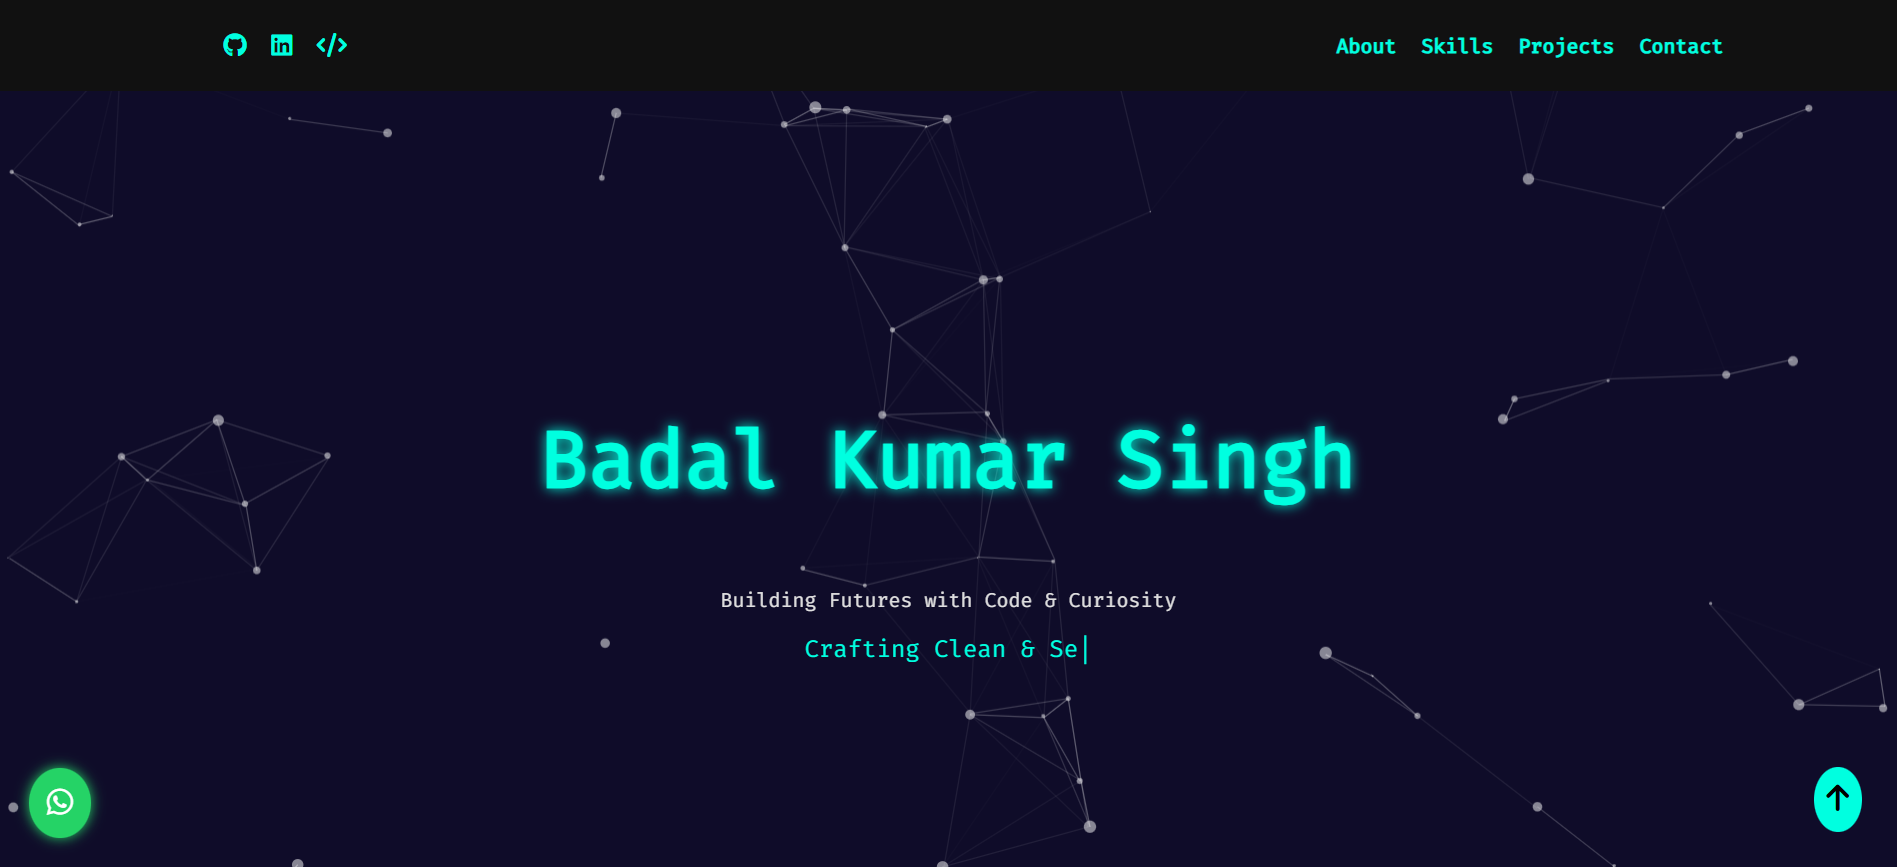 About Skills Projects Contact
Badal Kumar Singh
Building Futures with Code & Curiosity
Crafting Clean & Se